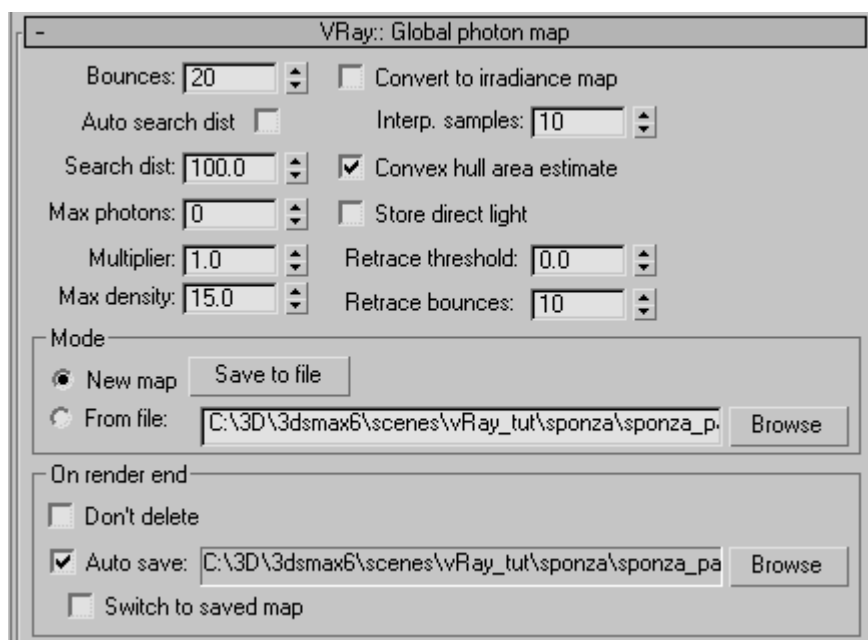 - VRay:: Global photon map
Bounces: 20 Convert to irradiance map
Auto search dist Interp. samples: 10
Search dist: 100.0 Convex hull area estimate
Max photons: 0 Store direct light
Multiplier: 1.0 Retrace threshold: 0.0
Max density: 15.0 Retrace bounces: 10
Mode
New map Save to file
From file: C:\3D\3dsmax6\scenes\vRay_tut\sponza\sponza_p Browse
On render end
Don't delete
Auto save: C:\3D\3dsmax6\scenes\vRay_tut\sponza\sponza_pa Browse
Switch to saved map